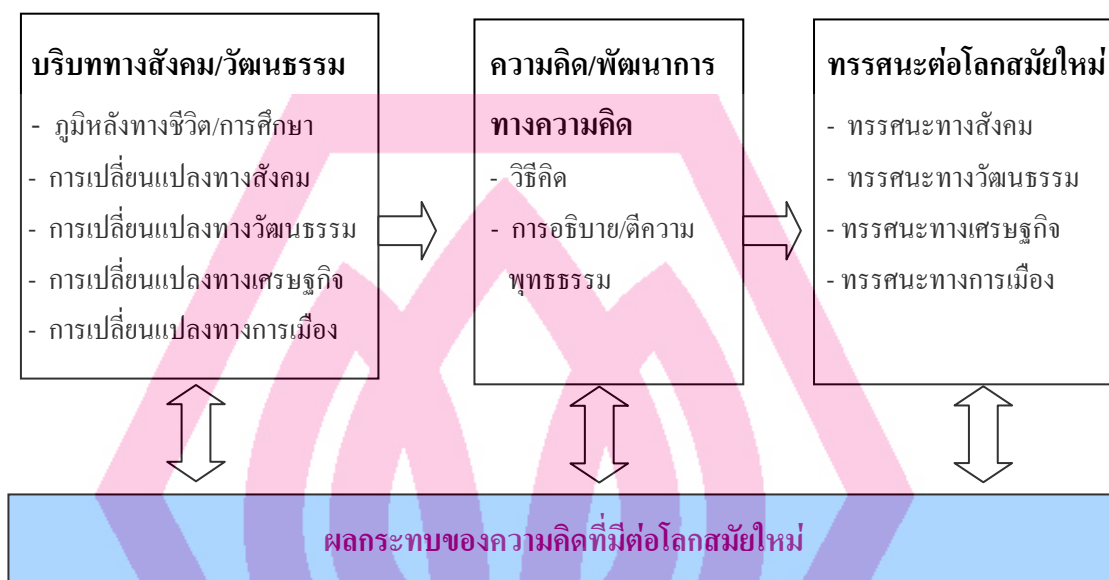 บริบททางสังคม/วัฒนธรรม
- ภูมิหลังทางชีวิต/การศึกษา
- การเปลี่ยนแปลงทางสังคม
- การเปลี่ยนแปลงทางวัฒนธรรม
- การเปลี่ยนแปลงทางเศรษฐกิจ
- การเปลี่ยนแปลงทางการเมือง
ความคิด/พัฒนาการ
ทางความคิด
- วิธีคิด
- การอธิบาย/ตีความ
พุทธธรรม
ทรรศนะต่อโลกสมัยใหม่
- ทรรศนะทางสังคม
- ทรรศนะทางวัฒนธรรม
- ทรรศนะทางเศรษฐกิจ
- ทรรศนะทางการเมือง
ผลกระทบของความคิดที่มีต่อโลกสมัยใหม่